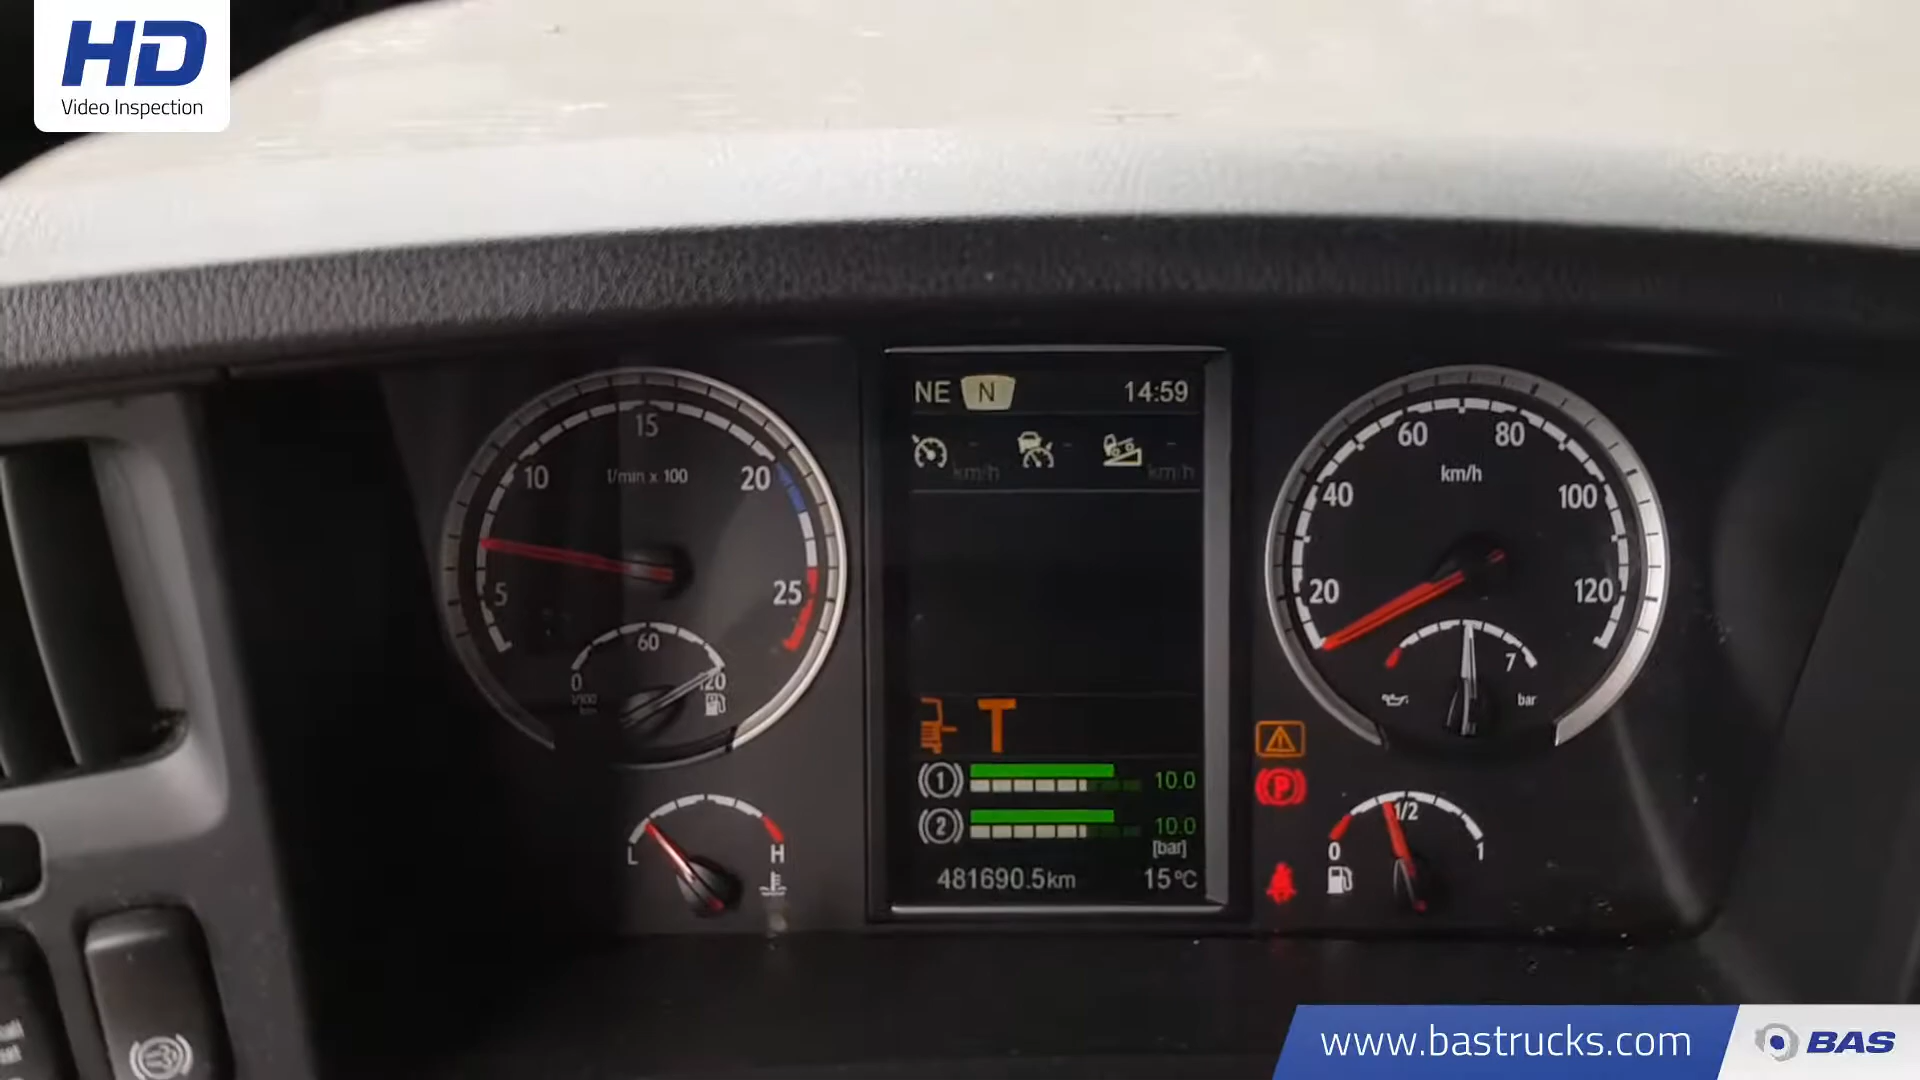 HD
Video Inspection
NE N 14:59
km/h km/h
5 10 15 20 25
l/min x 100
0 60 120
L H
T
1 10.0
2 10.0
[bar]
481690.5km 15°C
20 40 60 80 100 120
km/h
7
bar
P
0 1/2 1
www.bastrucks.com
BAS